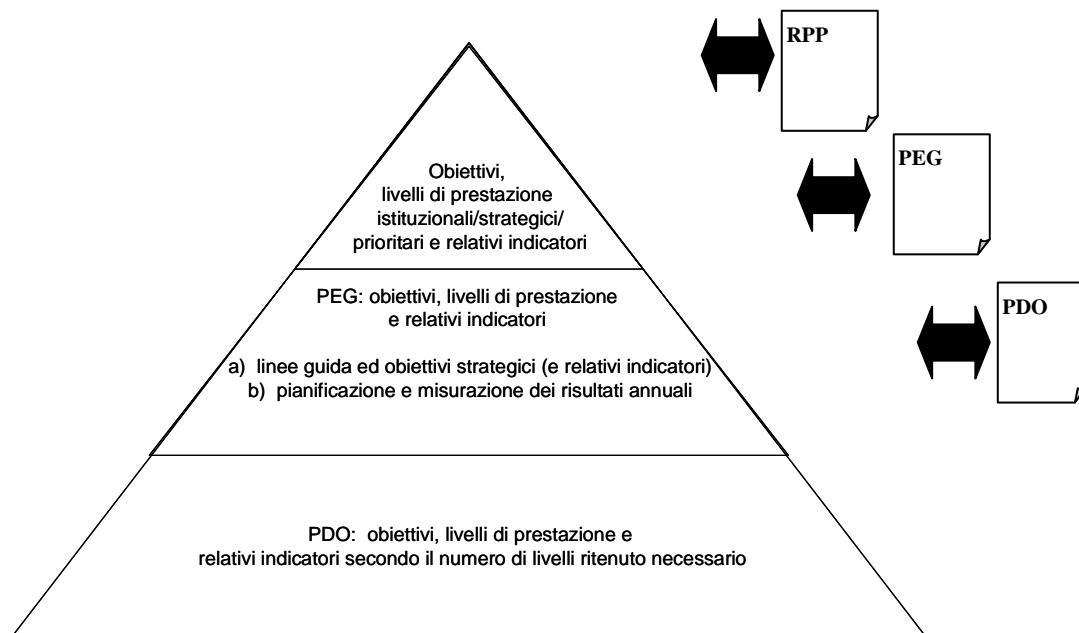 RPP
PEG
PDO
Obiettivi,
livelli di prestazione
istituzionali/strategici/
prioritari e relativi indicatori
PEG: obiettivi, livelli di prestazione
e relativi indicatori
a) linee guida ed obiettivi strategici (e relativi indicatori)
b) pianificazione e misurazione dei risultati annuali
PDO: obiettivi, livelli di prestazione e
relativi indicatori secondo il numero di livelli ritenuto necessario